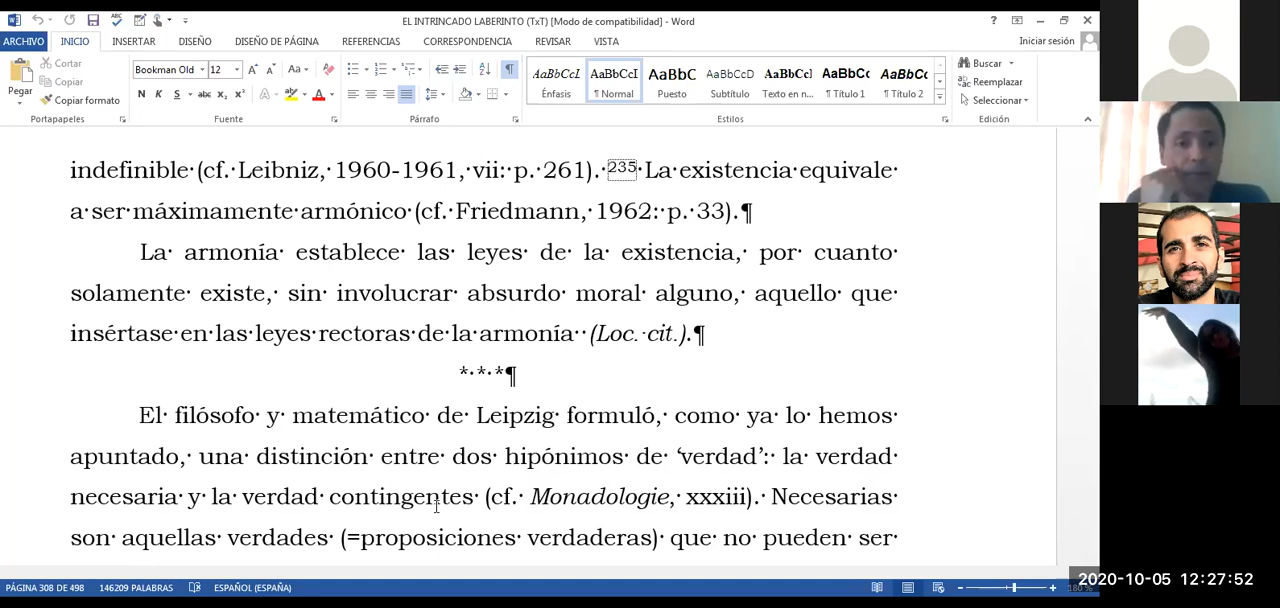 EL INTRINCADO LABERINTO (TxT) [Modo de compatibilidad] - Word
ARCHIVO INICIO INSERTAR DISEÑO DISEÑO DE PÁGINA REFERENCIAS CORRESPONDENCIA REVISAR VISTA Iniciar sesión
Pegar
Cortar
Copiar
Copiar formato
Portapapeles
Bookman Old 12
Fuente
Párrafo
AaBbCcI AaBbCcI AaBbC AaBbCcD AaBbCcI AaBbCc AaBbCc
Énfasis ¶ Normal Puesto Subtítulo Texto en n... ¶ Título 1 ¶ Título 2
Estilos
Buscar
Reemplazar
Seleccionar
Edición
indefinible (cf. Leibniz, 1960-1961, vii: p. 261). 235 La existencia equivale
a ser máximamente armónico (cf. Friedmann, 1962: p. 33).¶
La armonía establece las leyes de la existencia, por cuanto
solamente existe, sin involucrar absurdo moral alguno, aquello que
insértase en las leyes rectoras de la armonía (Loc. cit.).¶
* * *¶
El filósofo y matemático de Leipzig formuló, como ya lo hemos
apuntado, una distinción entre dos hipónimos de ‘verdad’: la verdad
necesaria y la verdad contingentes (cf. Monadologie, xxxiii). Necesarias
son aquellas verdades (=proposiciones verdaderas) que no pueden ser
PÁGINA 308 DE 498 146209 PALABRAS ESPAÑOL (ESPAÑA) 180 %
2020-10-05 12:27:52